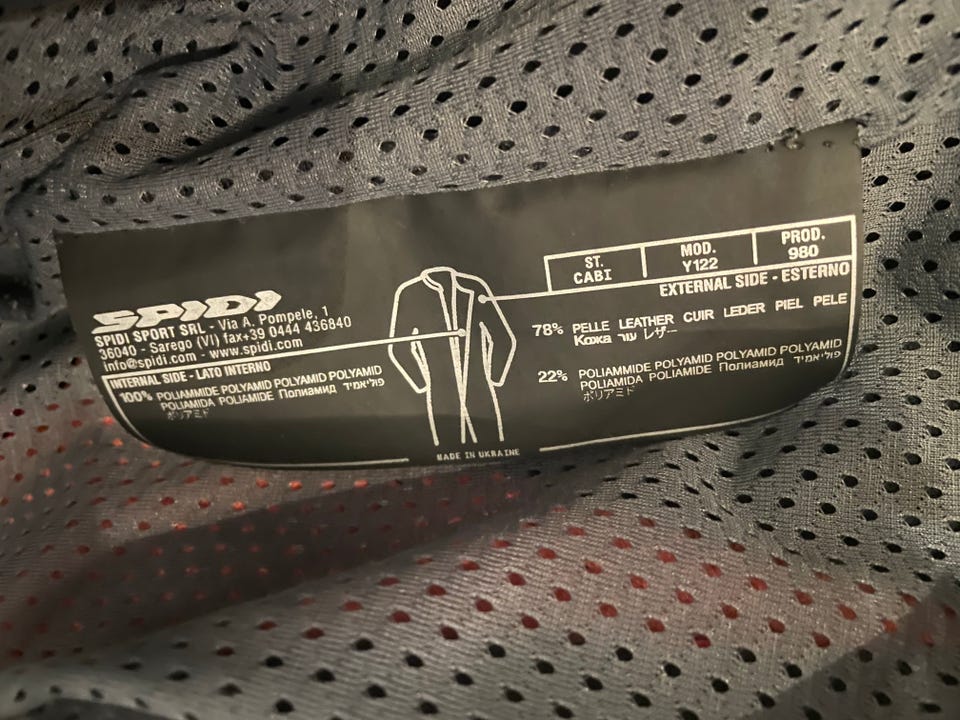 SPIDI
SPIDI SPORT SRL - Via A. Pompele, 1
36040 - Sarego (VI) fax+39 0444 436840
info@spidi.com - www.spidi.com
INTERNAL SIDE - LATO INTERNO
100% POLIAMMIDE POLYAMID POLYAMID POLYAMID
POLIAMIDA POLIAMIDE Полиамид פוליאמיד
ポリアミド
ST.
CABI
MOD.
Y122
PROD.
980
EXTERNAL SIDE - ESTERNO
78% PELLE LEATHER CUIR LEDER PIEL PELE
Кожа עור レザー
22% POLIAMMIDE POLYAMID POLYAMID POLYAMID
POLIAMIDA POLIAMIDE Полиамид פוליאמיד
ポリアミド
MADE IN UKRAINE